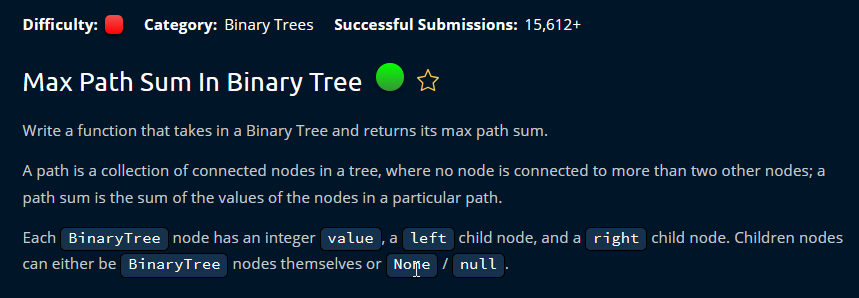 Difficulty: Category: Binary Trees Successful Submissions: 15,612+
Max Path Sum In Binary Tree
Write a function that takes in a Binary Tree and returns its max path sum.
A path is a collection of connected nodes in a tree, where no node is connected to more than two other nodes; a
path sum is the sum of the values of the nodes in a particular path.
Each BinaryTree node has an integer value, a left child node, and a right child node. Children nodes
can either be BinaryTree nodes themselves or None / null.